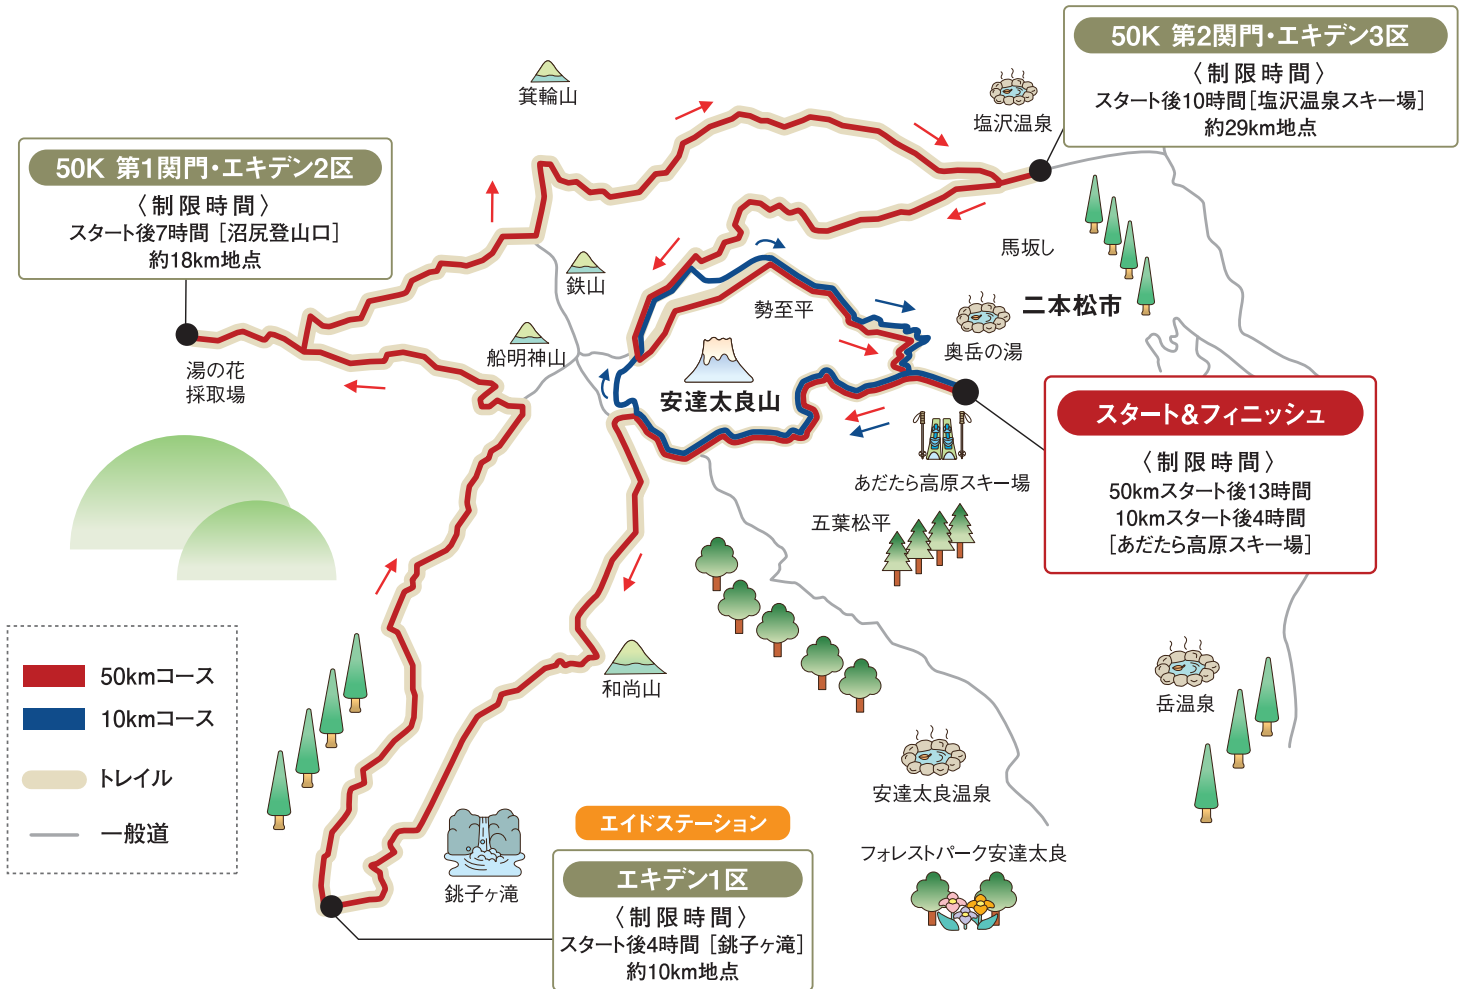 50K 第2関門・エキデン3区
〈制限時間〉
スタート後10時間[塩沢温泉スキー場]
約29km地点
箕輪山
塩沢温泉
50K 第1関門・エキデン2区
〈制限時間〉
スタート後7時間 [沼尻登山口]
約18km地点
馬坂し
鉄山
勢至平
二本松市
船明神山
奥岳の湯
湯の花
採取場
安達太良山
スタート&フィニッシュ
〈制限時間〉
50kmスタート後13時間
10kmスタート後4時間
[あだたら高原スキー場]
あだたら高原スキー場
五葉松平
50kmコース
10kmコース
トレイル
一般道
和尚山
岳温泉
安達太良温泉
エイドステーション
フォレストパーク安達太良
銚子ヶ滝
エキデン1区
〈制限時間〉
スタート後4時間 [銚子ヶ滝]
約10km地点